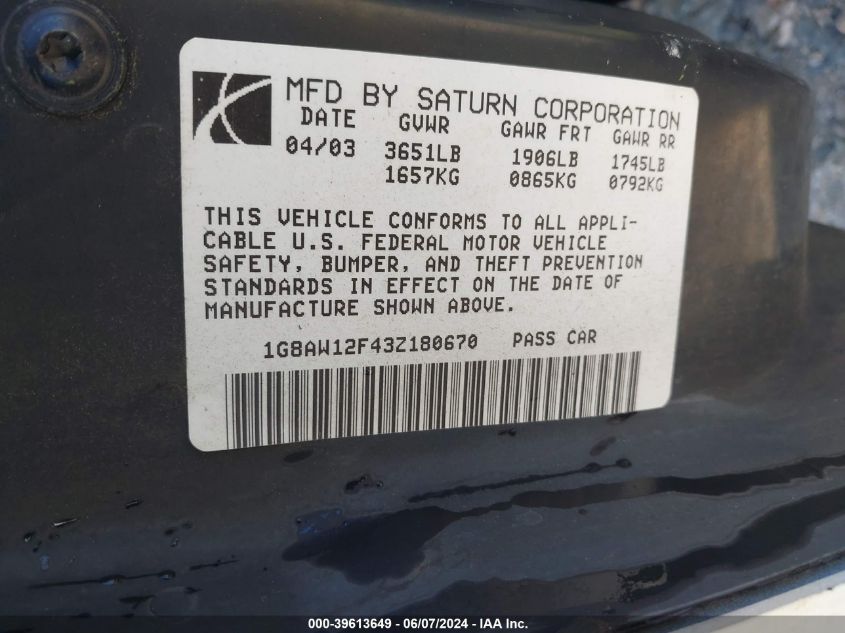 MFD BY SATURN CORPORATION
DATE GVWR GAWR FRT GAWR RR
04/03 3651LB 1906LB 1745LB
1657KG 0865KG 0792KG
THIS VEHICLE CONFORMS TO ALL APPLI-
CABLE U.S. FEDERAL MOTOR VEHICLE
SAFETY, BUMPER, AND THEFT PREVENTION
STANDARDS IN EFFECT ON THE DATE OF
MANUFACTURE SHOWN ABOVE.
1G8AW12F43Z180670 PASS CAR
000-39613649 - 06/07/2024 - IAA Inc.